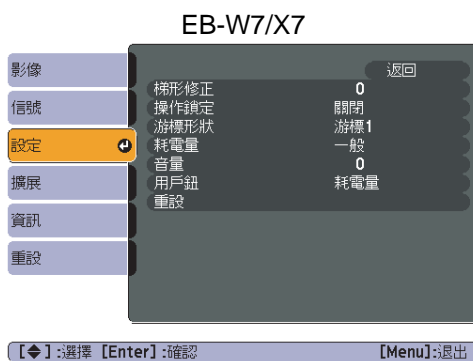 EB-W7/X7
影像
信號
設定
擴展
資訊
重設
返回
梯形修正 0
操作鎖定 關閉
游標形狀 游標1
耗電量 一般
音量 0
用戶鈕 耗電量
重設
[◆]:選擇 [Enter]:確認 [Menu]:退出